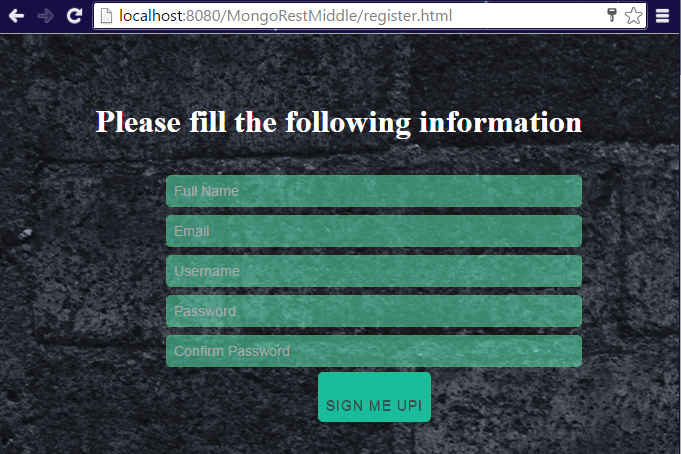 localhost:8080/MongoRestMiddle/register.html
Please fill the following information
Full Name
Email
Username
Password
Confirm Password
SIGN ME UP!